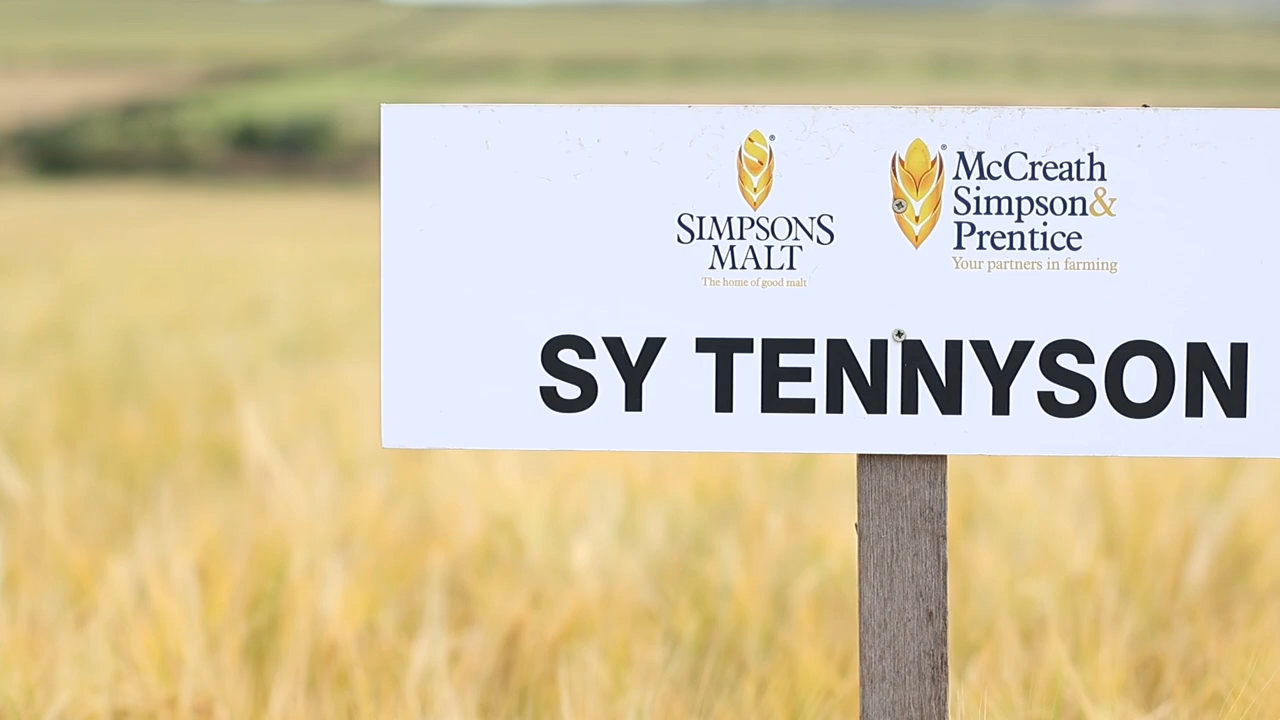 SIMPSONS
MALT
The home of good malt
McCreath
Simpson&
Prentice
Your partners in farming
SY TENNYSON